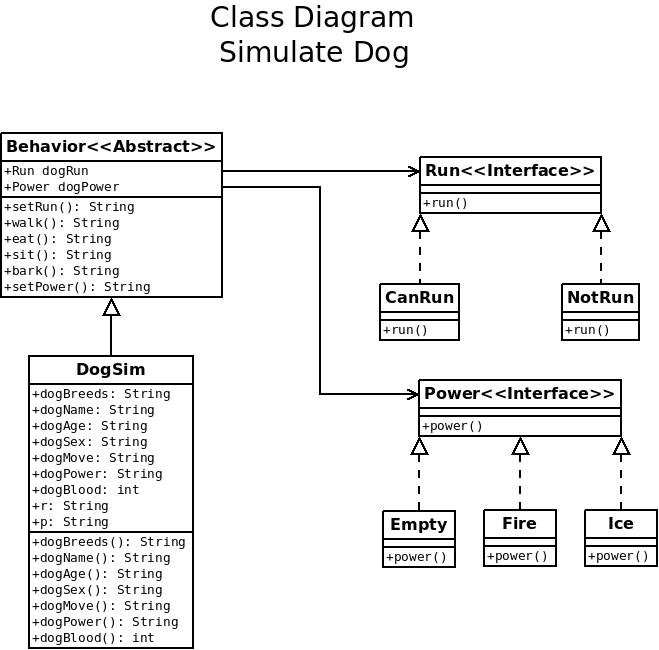 Class Diagram
Simulate Dog
Behavior<<Abstract>>
+Run dogRun
+Power dogPower
+setRun(): String
+walk(): String
+eat(): String
+sit(): String
+bark(): String
+setPower(): String
Run<<Interface>>
+run()
CanRun
+run()
NotRun
+run()
DogSim
+dogBreeds: String
+dogName: String
+dogAge: String
+dogSex: String
+dogMove: String
+dogPower: String
+dogBlood: int
+r: String
+p: String
+dogBreeds(): String
+dogName(): String
+dogAge(): String
+dogSex(): String
+dogMove(): String
+dogPower(): String
+dogBlood(): int
Power<<Interface>>
+power()
Empty
+power()
Fire
+power()
Ice
+power()